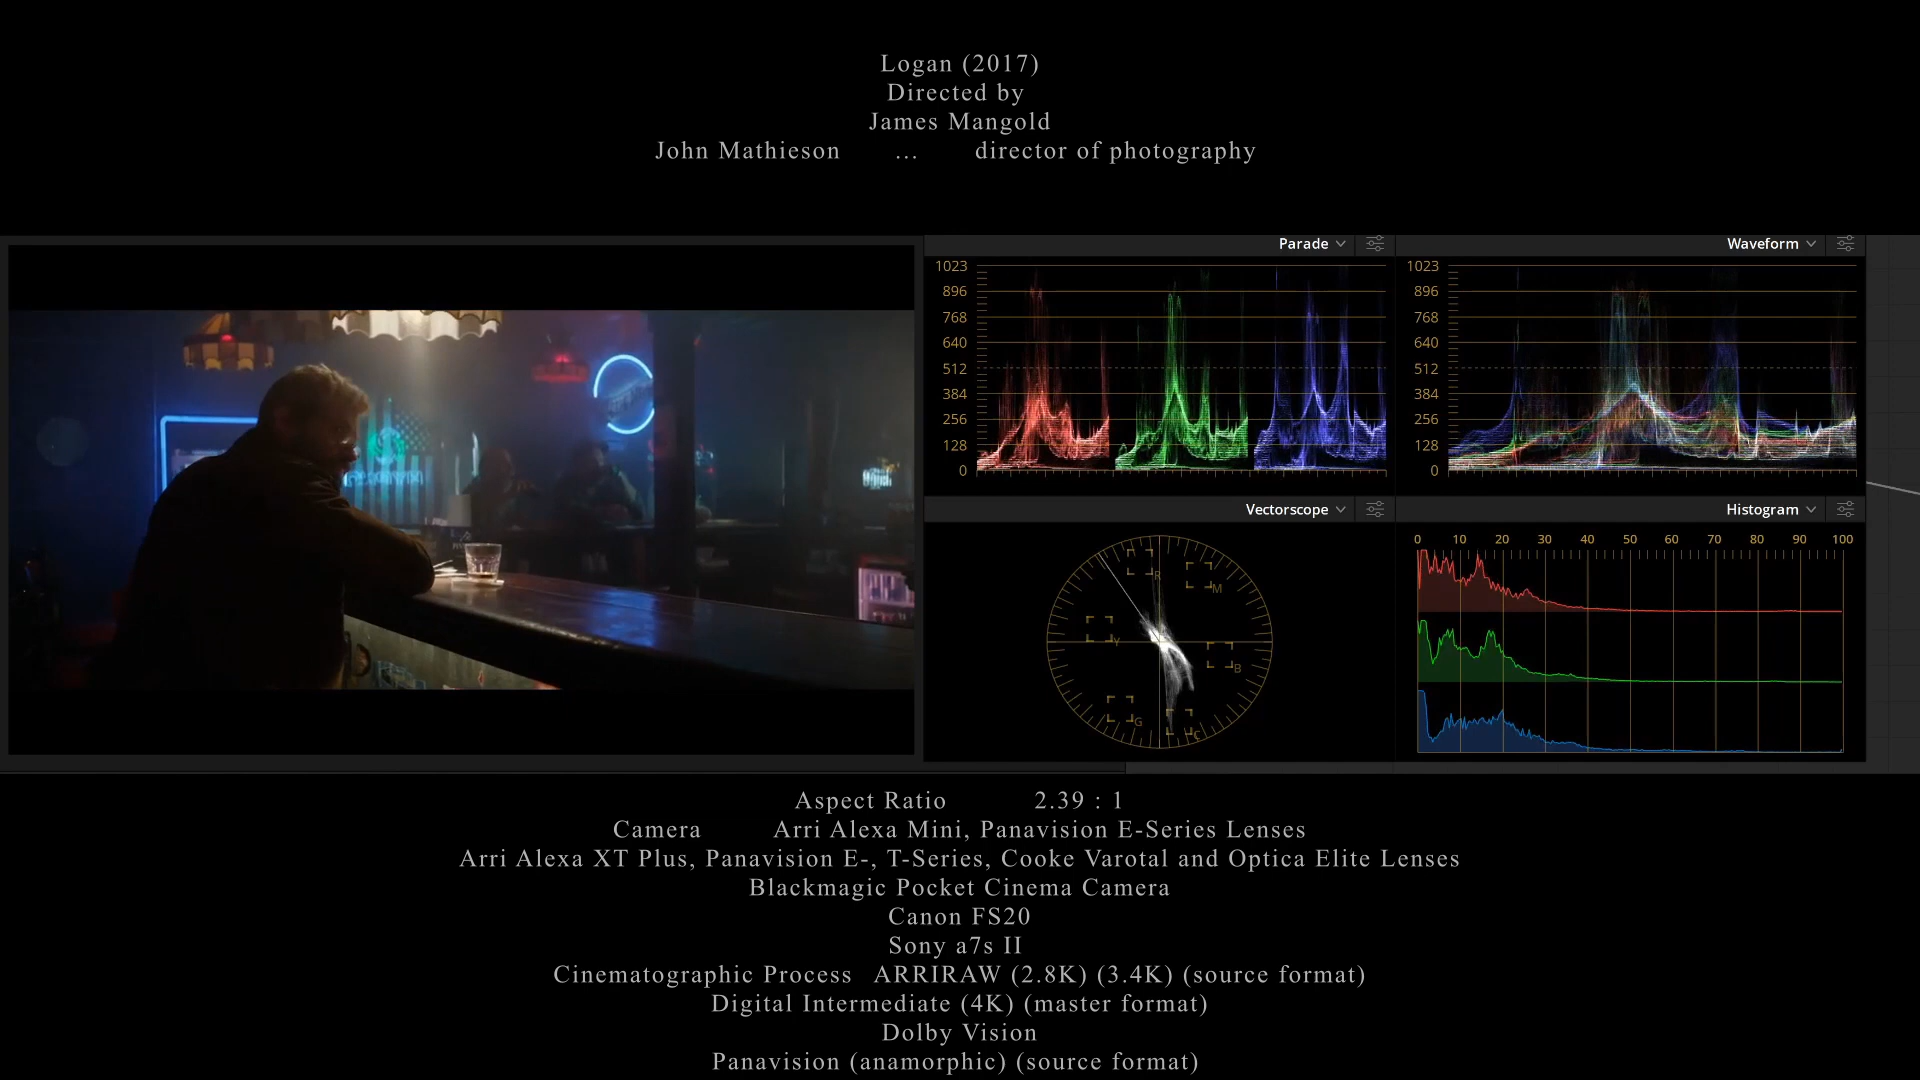 Logan (2017)
Directed by
James Mangold
John Mathieson ... director of photography
Parade
Waveform
1023
896
768
640
512
384
256
128
0
1023
896
768
640
512
384
256
128
0
Vectorscope
Histogram
R
M
Y
B
G
C
0 10 20 30 40 50 60 70 80 90 100
Aspect Ratio 2.39 : 1
Camera Arri Alexa Mini, Panavision E-Series Lenses
Arri Alexa XT Plus, Panavision E-, T-Series, Cooke Varotal and Optica Elite Lenses
Blackmagic Pocket Cinema Camera
Canon FS20
Sony a7s II
Cinematographic Process ARRIRAW (2.8K) (3.4K) (source format)
Digital Intermediate (4K) (master format)
Dolby Vision
Panavision (anamorphic) (source format)